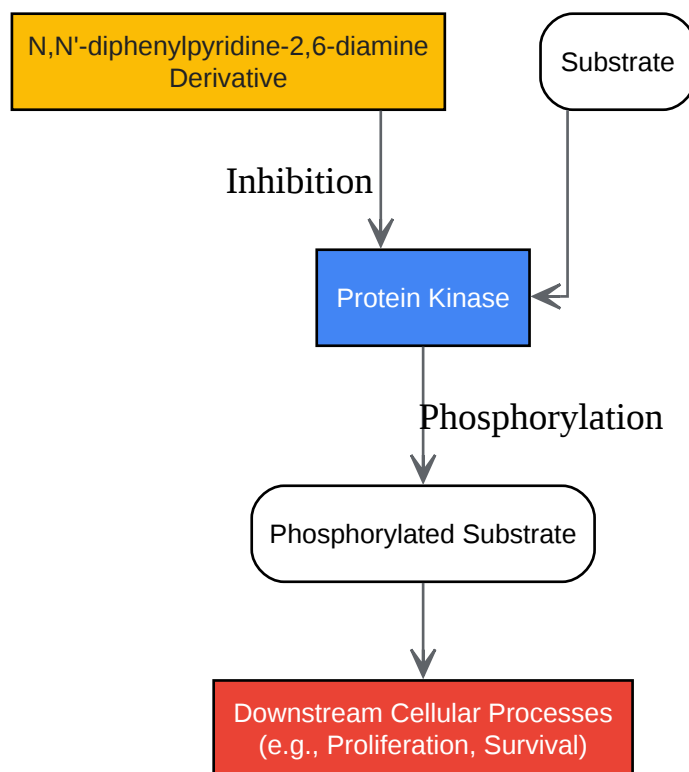 N,N'-diphenylpyridine-2,6-diamine
Derivative
Substrate
Inhibition
Protein Kinase
Phosphorylation
Phosphorylated Substrate
Downstream Cellular Processes
(e.g., Proliferation, Survival)